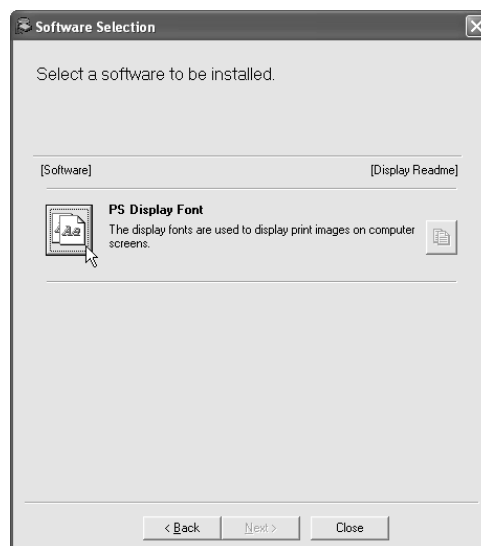 Software Selection
Select a software to be installed.
[Software] [Display Readme]
PS Display Font
The display fonts are used to display print images on computer
screens.
< Back Next > Close